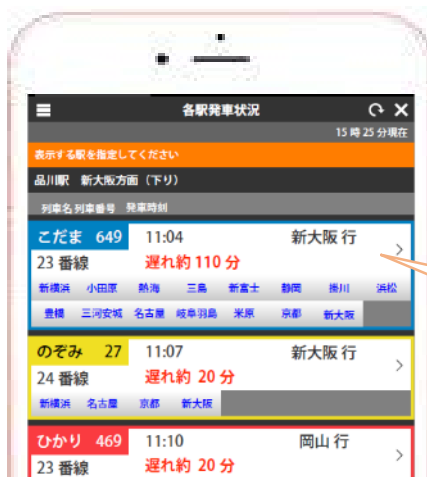 各駅発車状況
15 時 25 分現在
表示する駅を指定してください
品川駅 新大阪方面（下り）
列車名 列車番号 発車時刻
こだま 649 11:04 新大阪 行
23 番線 遅れ約 110 分
新横浜 小田原 熱海 三島 新富士 静岡 掛川 浜松
豊橋 三河安城 名古屋 岐阜羽島 米原 京都 新大阪
のぞみ 27 11:07 新大阪 行
24 番線 遅れ約 20 分
新横浜 名古屋 京都 新大阪
ひかり 469 11:10 岡山 行
23 番線 遅れ約 20 分